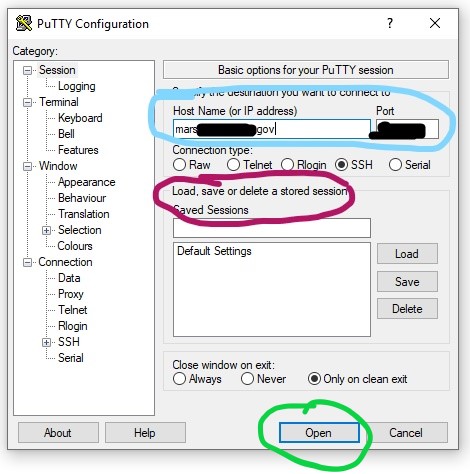 PuTTY Configuration
?
Category:
Session
Logging
Terminal
Keyboard
Bell
Features
Window
Appearance
Behaviour
Translation
Selection
Colours
Connection
Data
Proxy
Telnet
Rlogin
SSH
Serial
About
Help
Basic options for your PuTTY session
Specify the destination you want to connect to
Host Name (or IP address)
Port
mars gov
Connection type:
Raw
Telnet
Rlogin
SSH
Serial
Load, save or delete a stored session
Saved Sessions
Default Settings
Load
Save
Delete
Close window on exit:
Always
Never
Only on clean exit
Open
Cancel